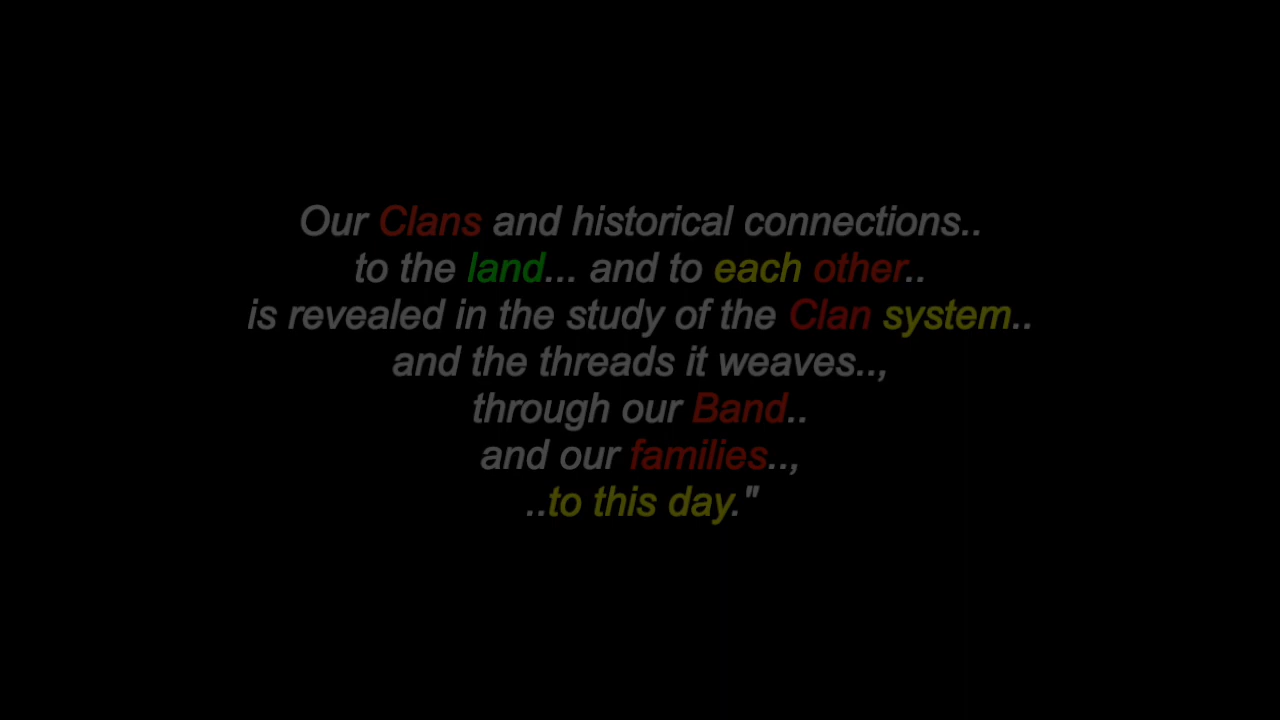 Our Clans and historical connections..
to the land... and to each other..
is revealed in the study of the Clan system..
and the threads it weaves..,
through our Band..
and our families..,
..to this day."